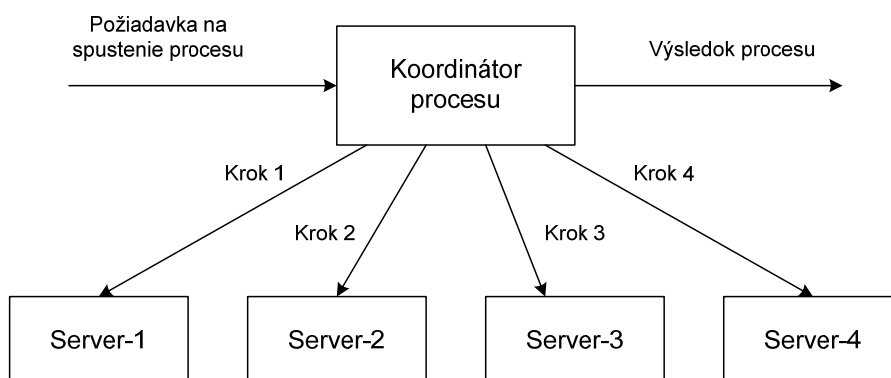 Požiadavka na
spustenie procesu
Koordinátor
procesu
Výsledok procesu
Krok 1
Krok 2
Krok 3
Krok 4
Server-1
Server-2
Server-3
Server-4